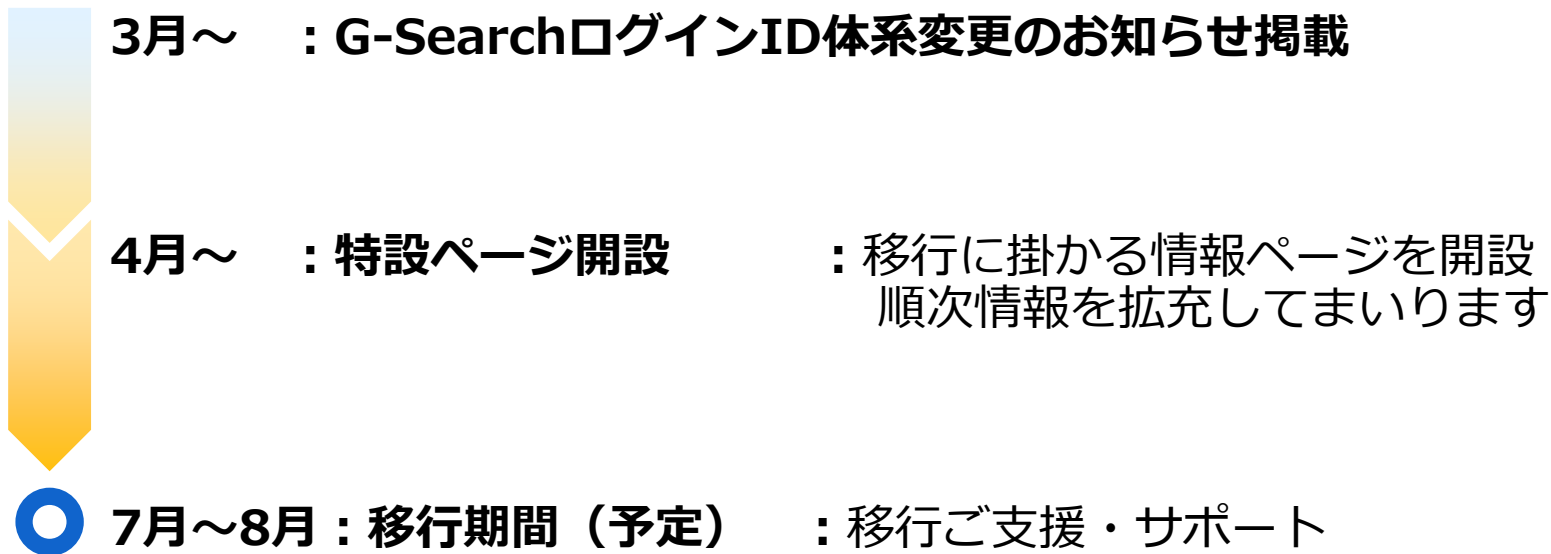 3月～　：G-SearchログインID体系変更のお知らせ掲載
4月～　：特設ページ開設　　　：移行に掛かる情報ページを開設
順次情報を拡充してまいります
7月～8月：移行期間（予定）　：移行ご支援・サポート